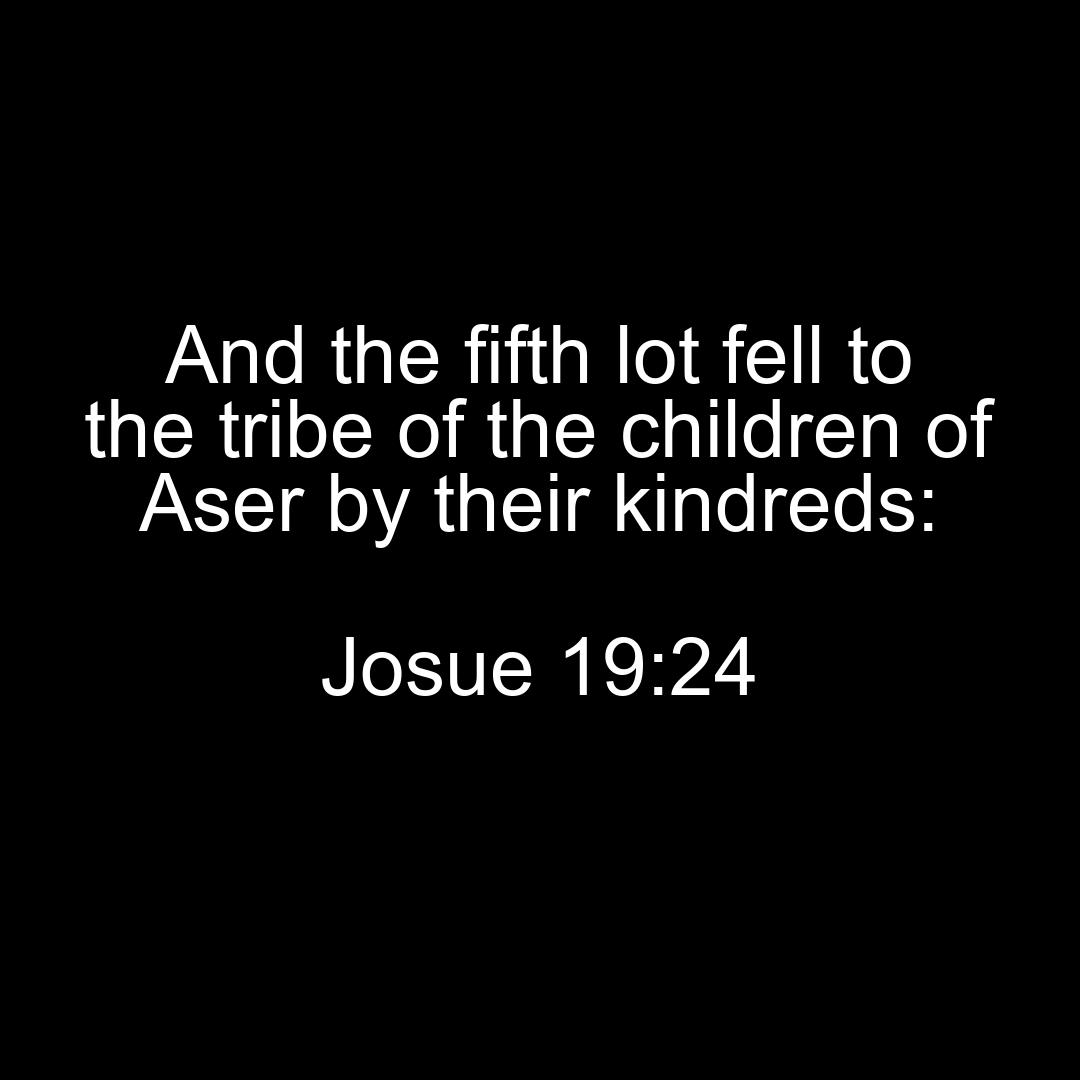 And the fifth lot fell to
the tribe of the children of
Aser by their kindreds:
Josue 19:24